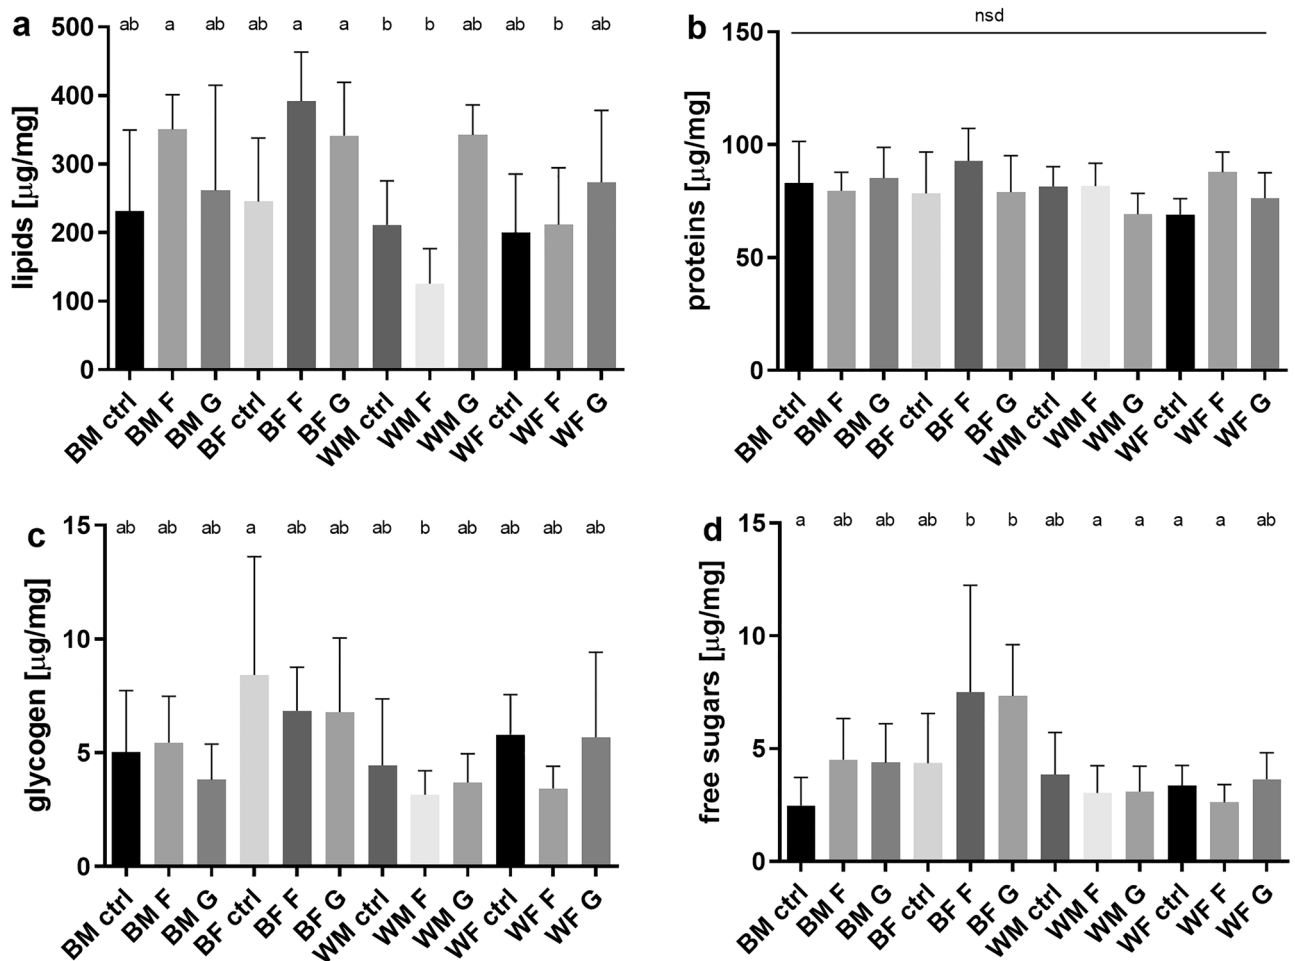 a
ab a ab ab a a b b ab ab b ab
lipids [μg/mg]
500
400
300
200
100
0
BM ctrl BM F BM G BF ctrl BF F BF G WM ctrl WM F WM G WF ctrl WF F WF G
b
nsd
proteins [μg/mg]
150
100
50
0
BM ctrl BM F BM G BF ctrl BF F BF G WM ctrl WM F WM G WF ctrl WF F WF G
c
ab ab ab a ab ab ab b ab ab ab ab
glycogen [μg/mg]
15
10
5
0
BM ctrl BM F BM G BF ctrl BF F BF G WM ctrl WM F WM G WF ctrl WF F WF G
d
a ab ab ab b b ab a a a a ab
free sugars [μg/mg]
15
10
5
0
BM ctrl BM F BM G BF ctrl BF F BF G WM ctrl WM F WM G WF ctrl WF F WF G